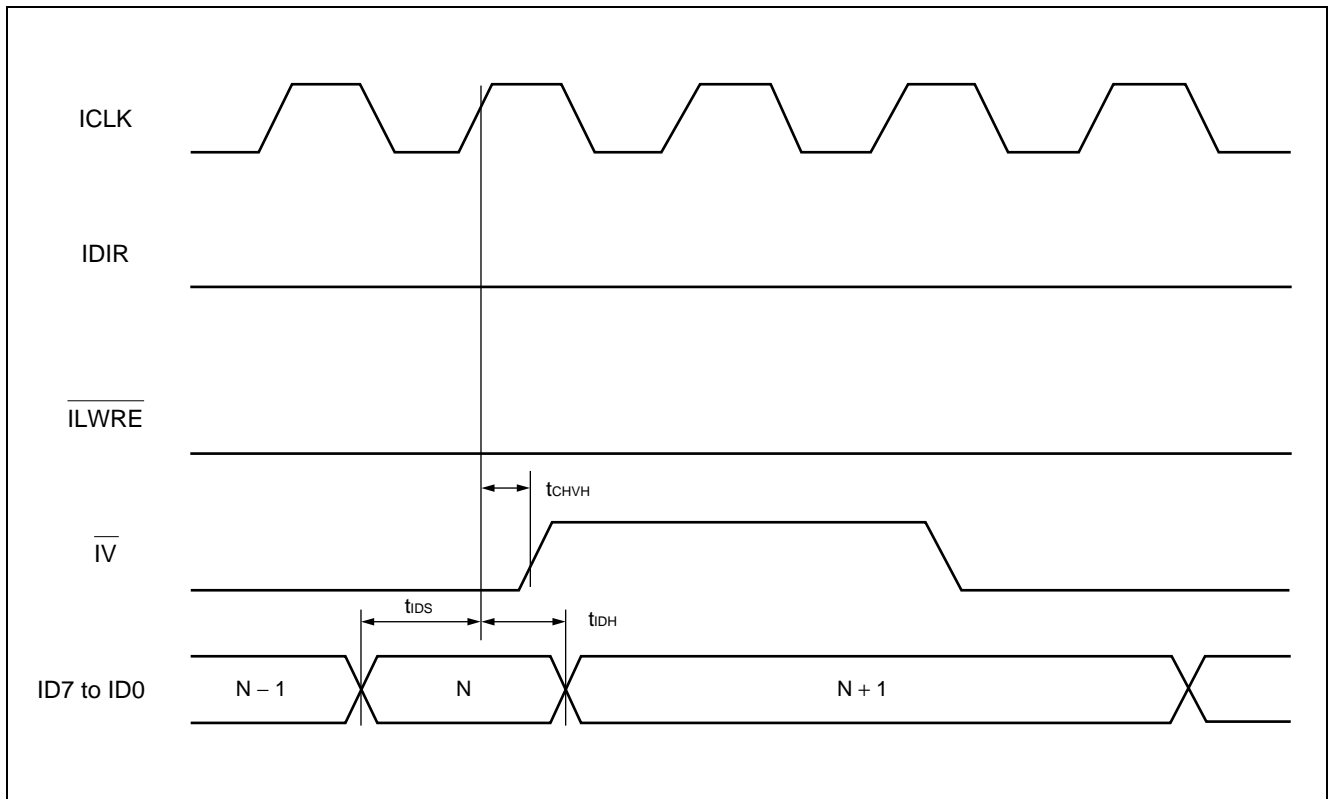 ICLK
IDIR
ILWRE
tCHVH
IV
tIDS
tIDH
ID7 to ID0
N – 1
N
N + 1